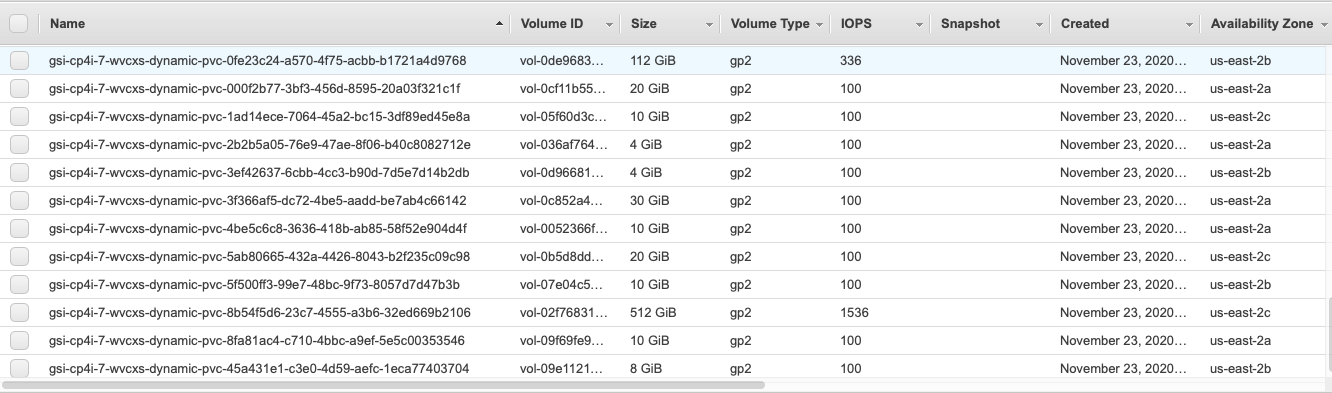 Name Volume ID Size Volume Type IOPS Snapshot Created Availability Zone
gsi-cp4i-7-wvcxs-dynamic-pvc-0fe23c24-a570-4f75-acbb-b1721a4d9768 vol-0de9683... 112 GiB gp2 336 November 23, 2020... us-east-2b
gsi-cp4i-7-wvcxs-dynamic-pvc-000f2b77-3bf3-456d-8595-20a03f321c1f vol-0cf11b55... 20 GiB gp2 100 November 23, 2020... us-east-2a
gsi-cp4i-7-wvcxs-dynamic-pvc-1ad14ece-7064-45a2-bc15-3df89ed45e8a vol-05f60d3c... 10 GiB gp2 100 November 23, 2020... us-east-2c
gsi-cp4i-7-wvcxs-dynamic-pvc-2b2b5a05-76e9-47ae-8f06-b40c8082712e vol-036af764... 4 GiB gp2 100 November 23, 2020... us-east-2a
gsi-cp4i-7-wvcxs-dynamic-pvc-3ef42637-6cbb-4cc3-b90d-7d5e7d14b2db vol-0d96681... 4 GiB gp2 100 November 23, 2020... us-east-2b
gsi-cp4i-7-wvcxs-dynamic-pvc-3f366af5-dc72-4be5-aadd-be7ab4c66142 vol-0c852a4... 30 GiB gp2 100 November 23, 2020... us-east-2a
gsi-cp4i-7-wvcxs-dynamic-pvc-4be5c6c8-3636-418b-ab85-58f52e904d4f vol-0052366f... 10 GiB gp2 100 November 23, 2020... us-east-2a
gsi-cp4i-7-wvcxs-dynamic-pvc-5ab80665-432a-4426-8043-b2f235c09c98 vol-0b5d8dd... 20 GiB gp2 100 November 23, 2020... us-east-2c
gsi-cp4i-7-wvcxs-dynamic-pvc-5f500ff3-99e7-48bc-9f73-8057d7d47b3b vol-07e04c5... 10 GiB gp2 100 November 23, 2020... us-east-2b
gsi-cp4i-7-wvcxs-dynamic-pvc-8b54f5d6-23c7-4555-a3b6-32ed669b2106 vol-02f76831... 512 GiB gp2 1536 November 23, 2020... us-east-2c
gsi-cp4i-7-wvcxs-dynamic-pvc-8fa81ac4-c710-4bbc-a9ef-5e5c00353546 vol-09f69fe9... 10 GiB gp2 100 November 23, 2020... us-east-2a
gsi-cp4i-7-wvcxs-dynamic-pvc-45a431e1-c3e0-4d59-aefc-1eca77403704 vol-09e1121... 8 GiB gp2 100 November 23, 2020... us-east-2b